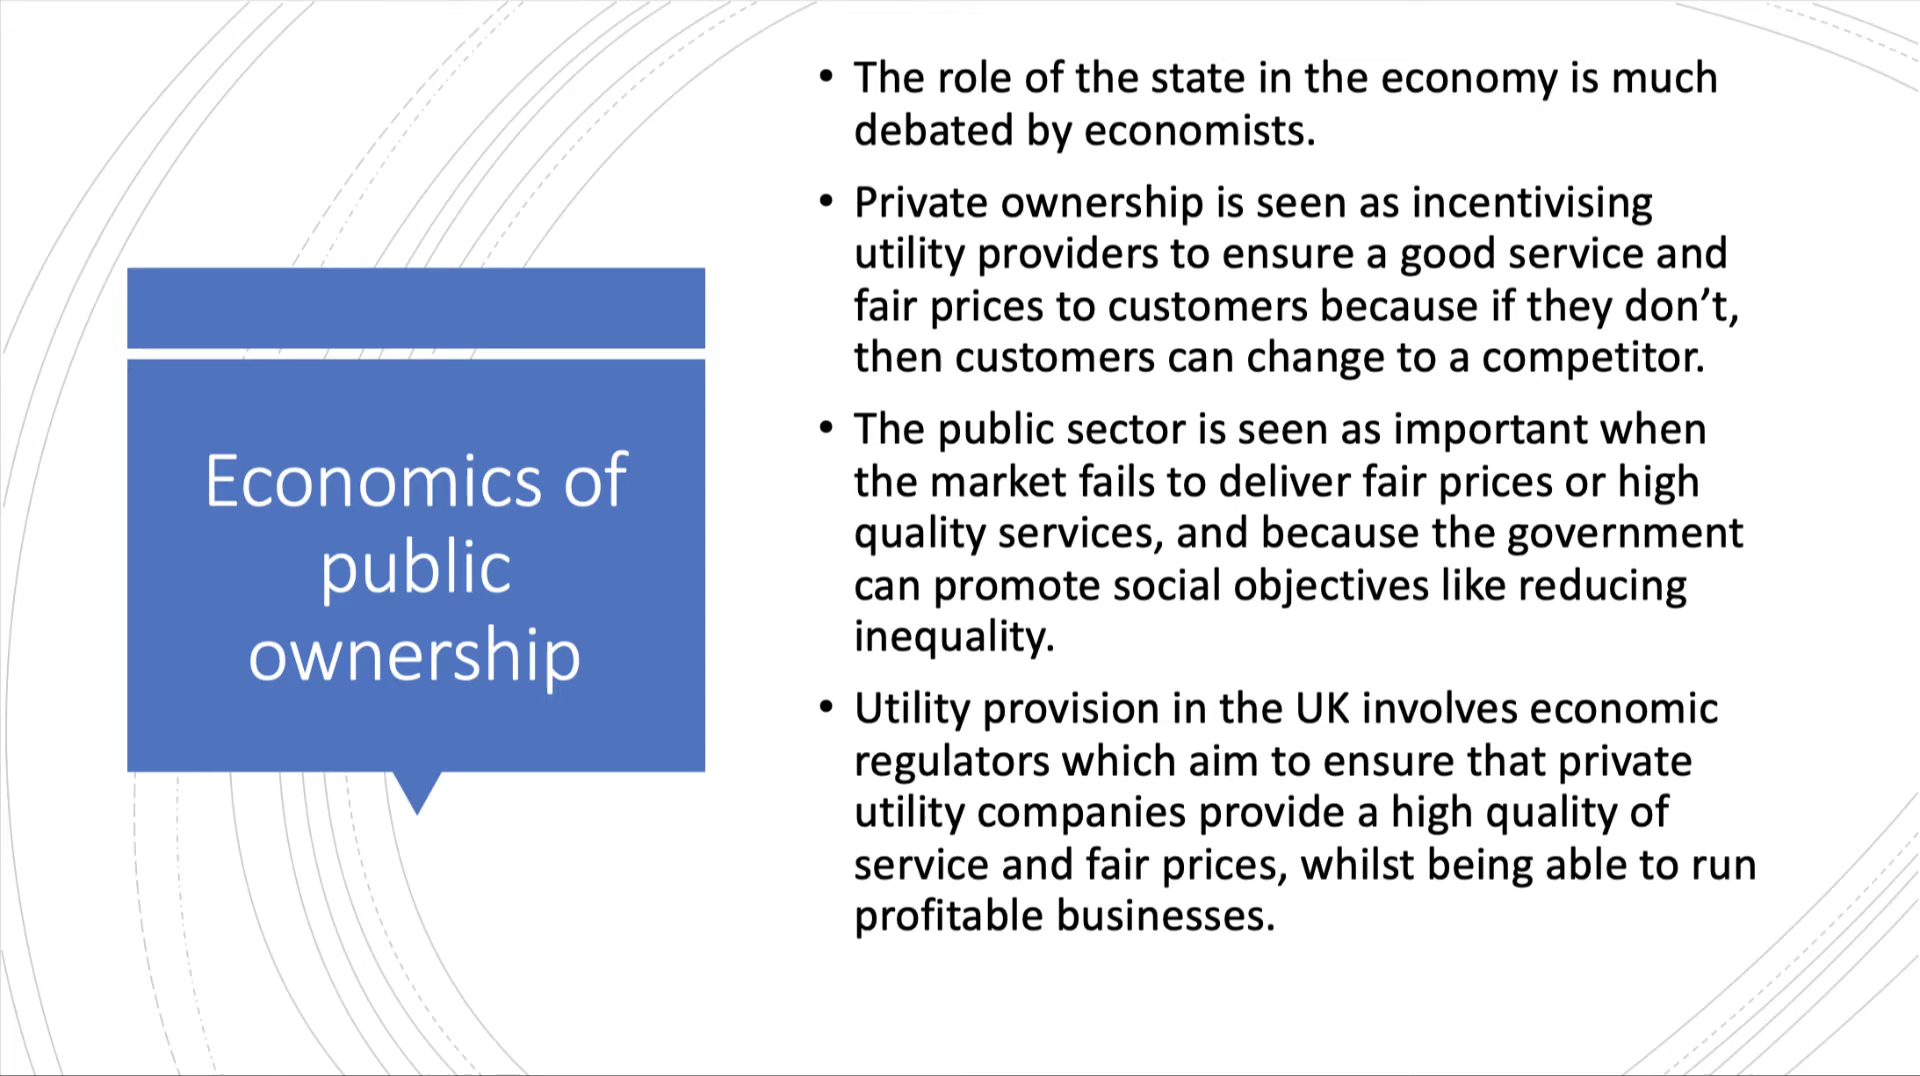 Economics of
public
ownership
• The role of the state in the economy is much
debated by economists.
• Private ownership is seen as incentivising
utility providers to ensure a good service and
fair prices to customers because if they don’t,
then customers can change to a competitor.
• The public sector is seen as important when
the market fails to deliver fair prices or high
quality services, and because the government
can promote social objectives like reducing
inequality.
• Utility provision in the UK involves economic
regulators which aim to ensure that private
utility companies provide a high quality of
service and fair prices, whilst being able to run
profitable businesses.